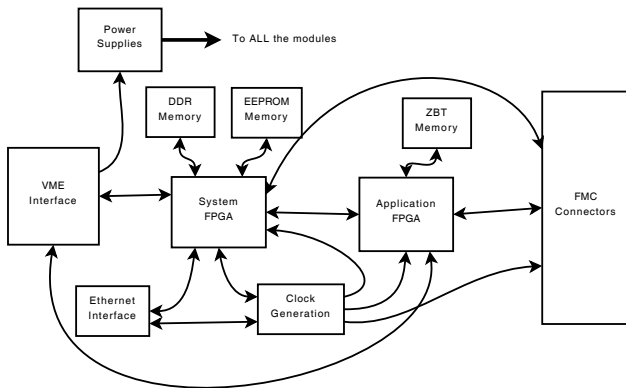 Power
Supplies
To ALL the modules
DDR
Memory
EEPROM
Memory
ZBT
Memory
VME
Interface
System
FPGA
Application
FPGA
FMC
Connectors
Ethernet
Interface
Clock
Generation